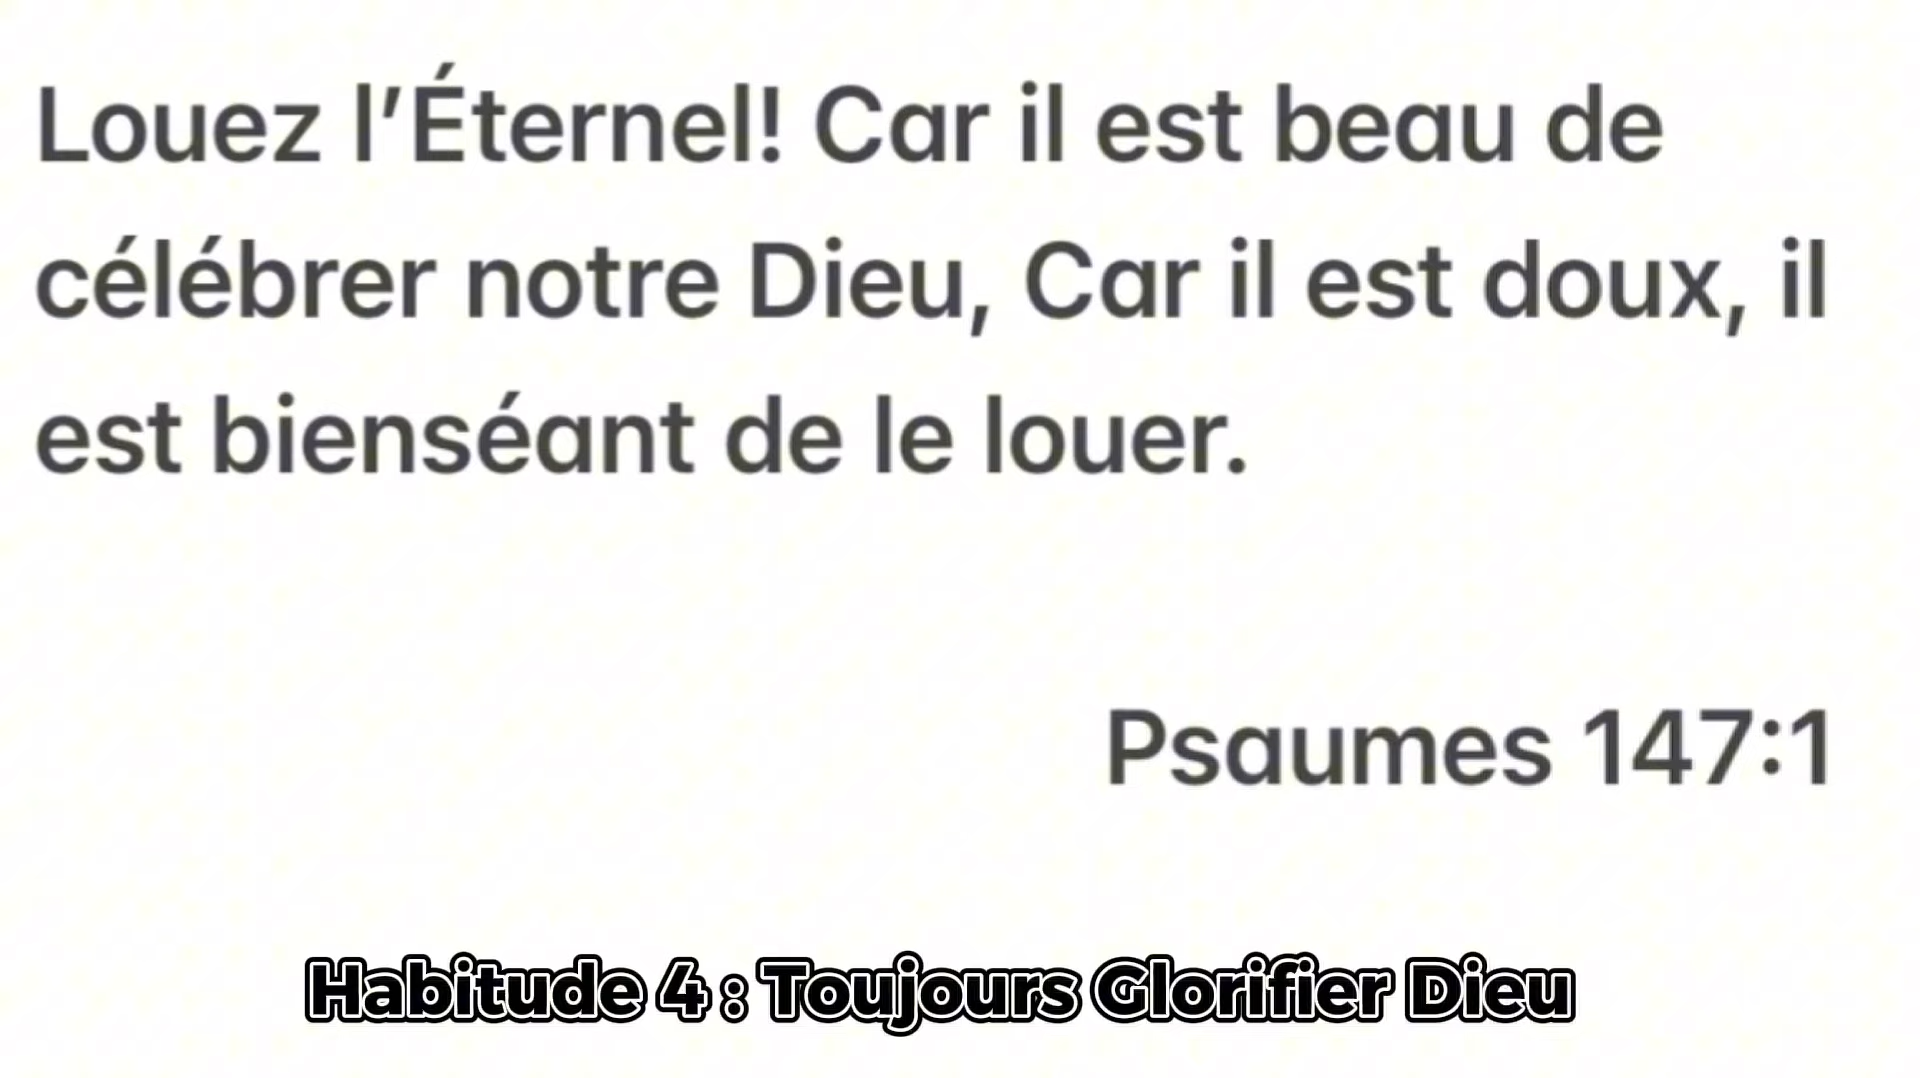 Louez l’Éternel! Car il est beau de
célébrer notre Dieu, Car il est doux, il
est bienséant de le louer.
Psaumes 147:1
Habitude 4 : Toujours Glorifier Dieu